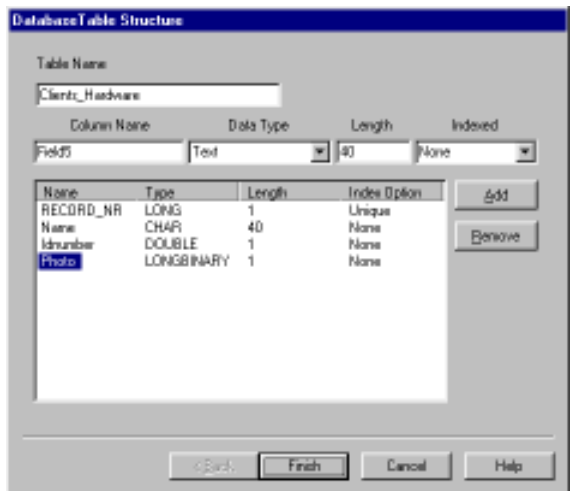 DatabaseTable Structure
Table Name
Clients_Hardware
Column Name Data Type Length Indexed
Field5 Text 40 None
Name Type Length Index Option
RECORD_NR LONG 1 Unique
Name CHAR 40 None
Idnumber DOUBLE 1 None
Photo LONGBINARY 1 None
Add
Remove
< Back Finish Cancel Help